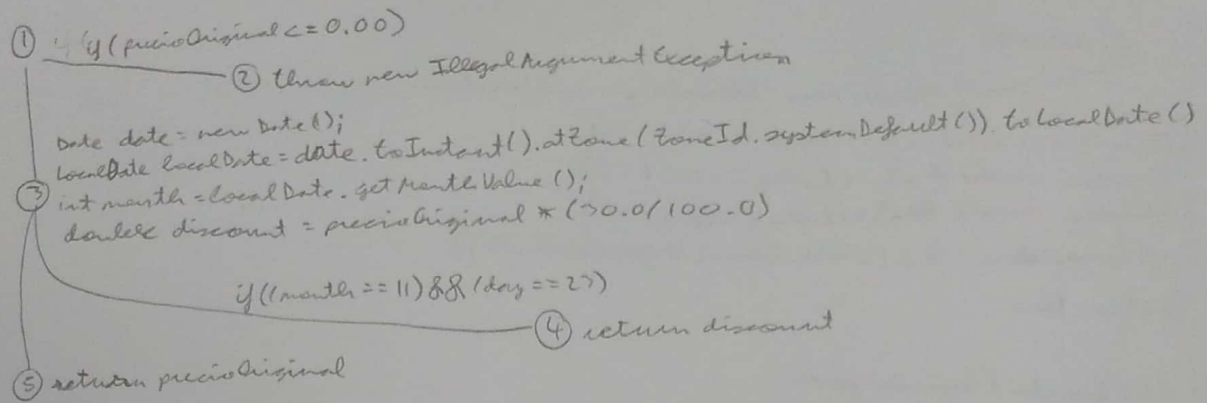 ① if (precioOriginal <= 0.00)
② throw new IllegalArgumentException
Date date = new Date();
LocalDate localDate = date.toInstant().atZone(ZoneId.systemDefault()).toLocalDate()
③ int month = localDate.getMonthValue();
double discount = precioOriginal * (30.0/100.0)
if((month == 11) && (day == 27)
④ return discount
⑤ return precioOriginal